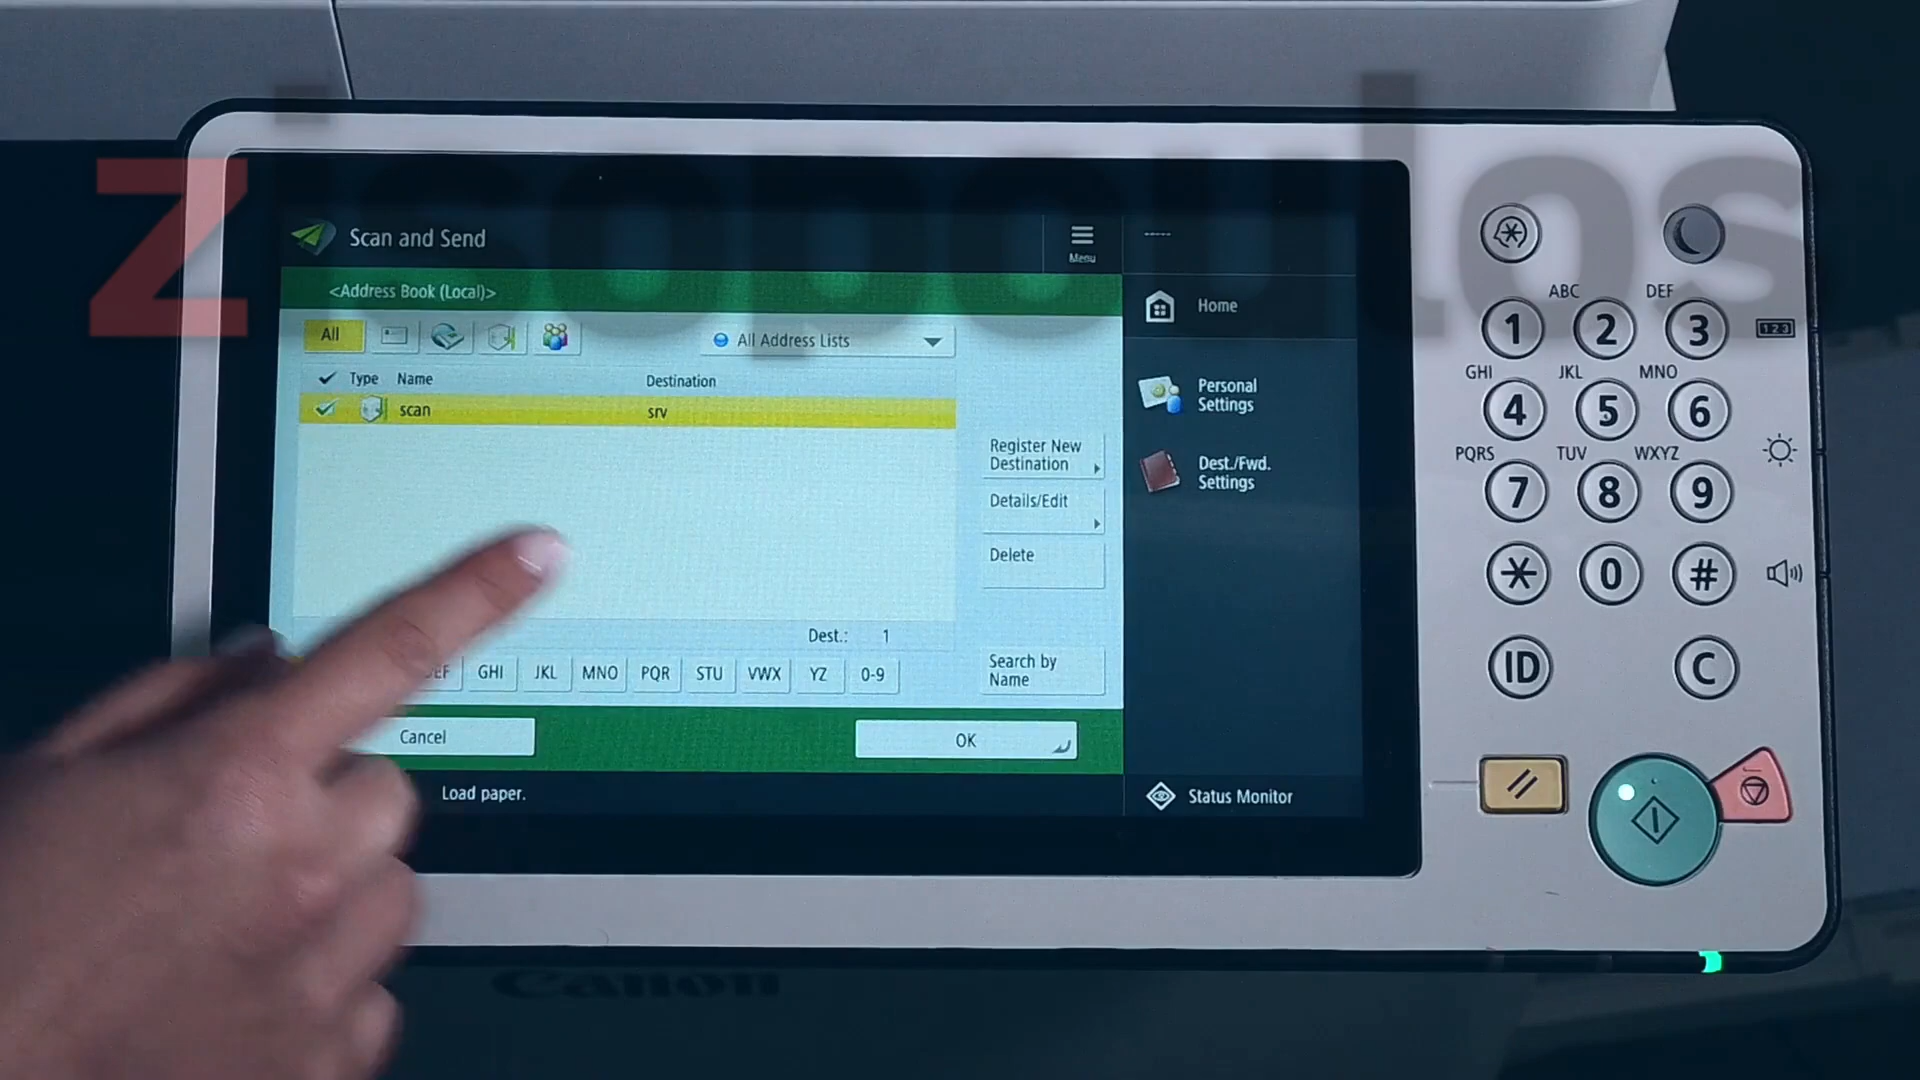 zisopoulos
Scan and Send
Menu
-----
<Address Book (Local)>
Home
All
All Address Lists
Type Name Destination
scan srv
Personal
Settings
Register New
Destination
Dest./Fwd.
Settings
Details/Edit
Delete
Dest.: 1
Search by
Name
GHI JKL MNO PQR STU VWX YZ 0-9
Cancel
OK
Load paper.
Status Monitor
ABC DEF
1 2 3
123
GHI JKL MNO
4 5 6
PQRS TUV WXYZ
7 8 9
* 0 #
ID C
Canon